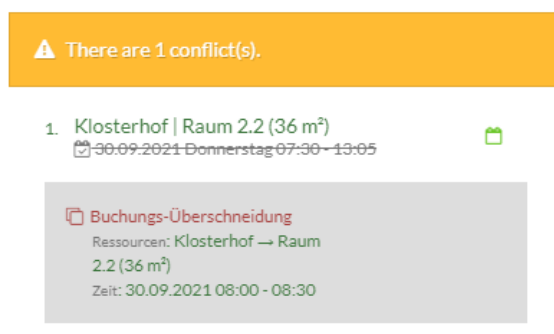 There are 1 conflict(s).
1. Klosterhof | Raum 2.2 (36 m²)
30.09.2021 Donnerstag 07:30 - 13:05
Buchungs-Überschneidung
Ressourcen: Klosterhof → Raum
2.2 (36 m²)
Zeit: 30.09.2021 08:00 - 08:30